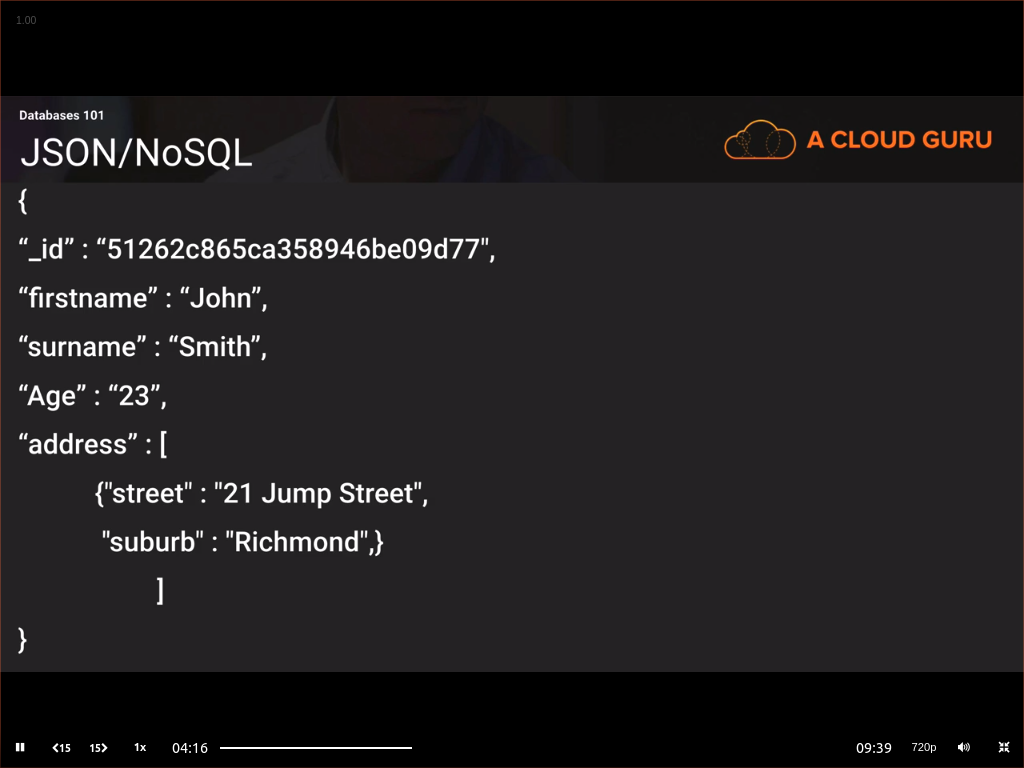 1.00
Databases 101
JSON/NoSQL
A CLOUD GURU
{
“_id” : “51262c865ca358946be09d77",
“firstname” : “John”,
“surname” : “Smith”,
“Age” : “23”,
“address” : [
{"street" : "21 Jump Street",
"suburb" : "Richmond",}
]
}
15 15 1x 04:16 09:39 720p